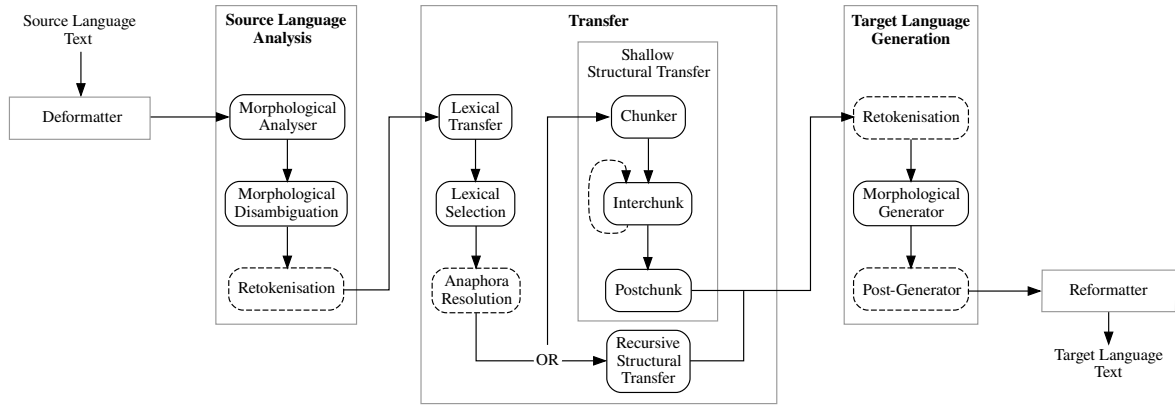 Source Language
Text
Deformatter
Source Language
Analysis
Morphological
Analyser
Morphological
Disambiguation
Retokenisation
Transfer
Lexical
Transfer
Lexical
Selection
Anaphora
Resolution
OR
Shallow
Structural Transfer
Chunker
Interchunk
Postchunk
Recursive
Structural
Transfer
Target Language
Generation
Retokenisation
Morphological
Generator
Post-Generator
Reformatter
Target Language
Text